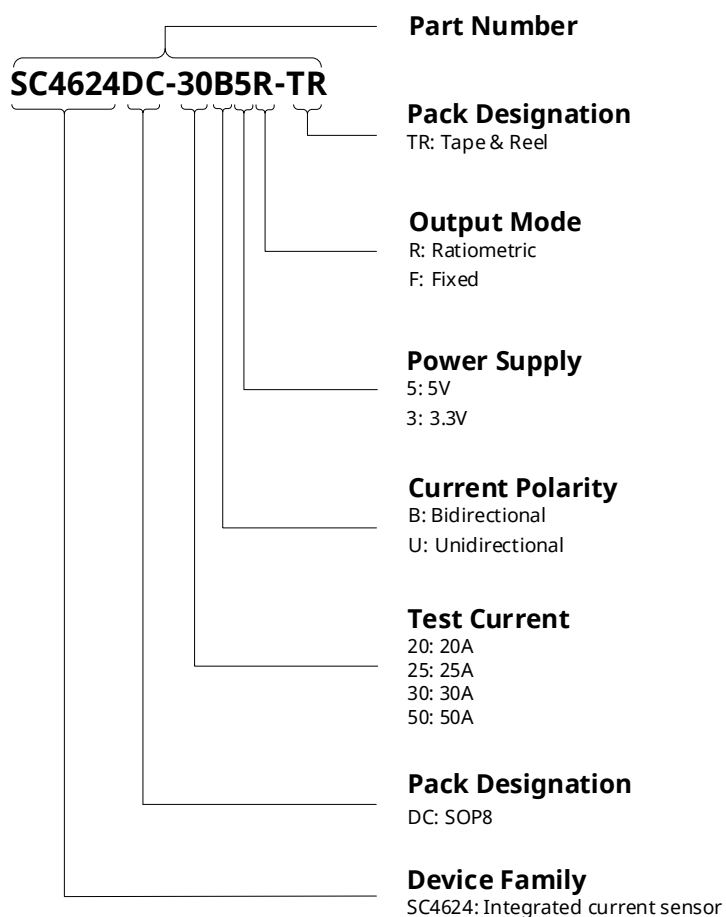 Part Number
SC4624DC-30B5R-TR
Pack Designation
TR: Tape & Reel
Output Mode
R: Ratiometric
F: Fixed
Power Supply
5: 5V
3: 3.3V
Current Polarity
B: Bidirectional
U: Unidirectional
Test Current
20: 20A
25: 25A
30: 30A
50: 50A
Pack Designation
DC: SOP8
Device Family
SC4624: Integrated current sensor